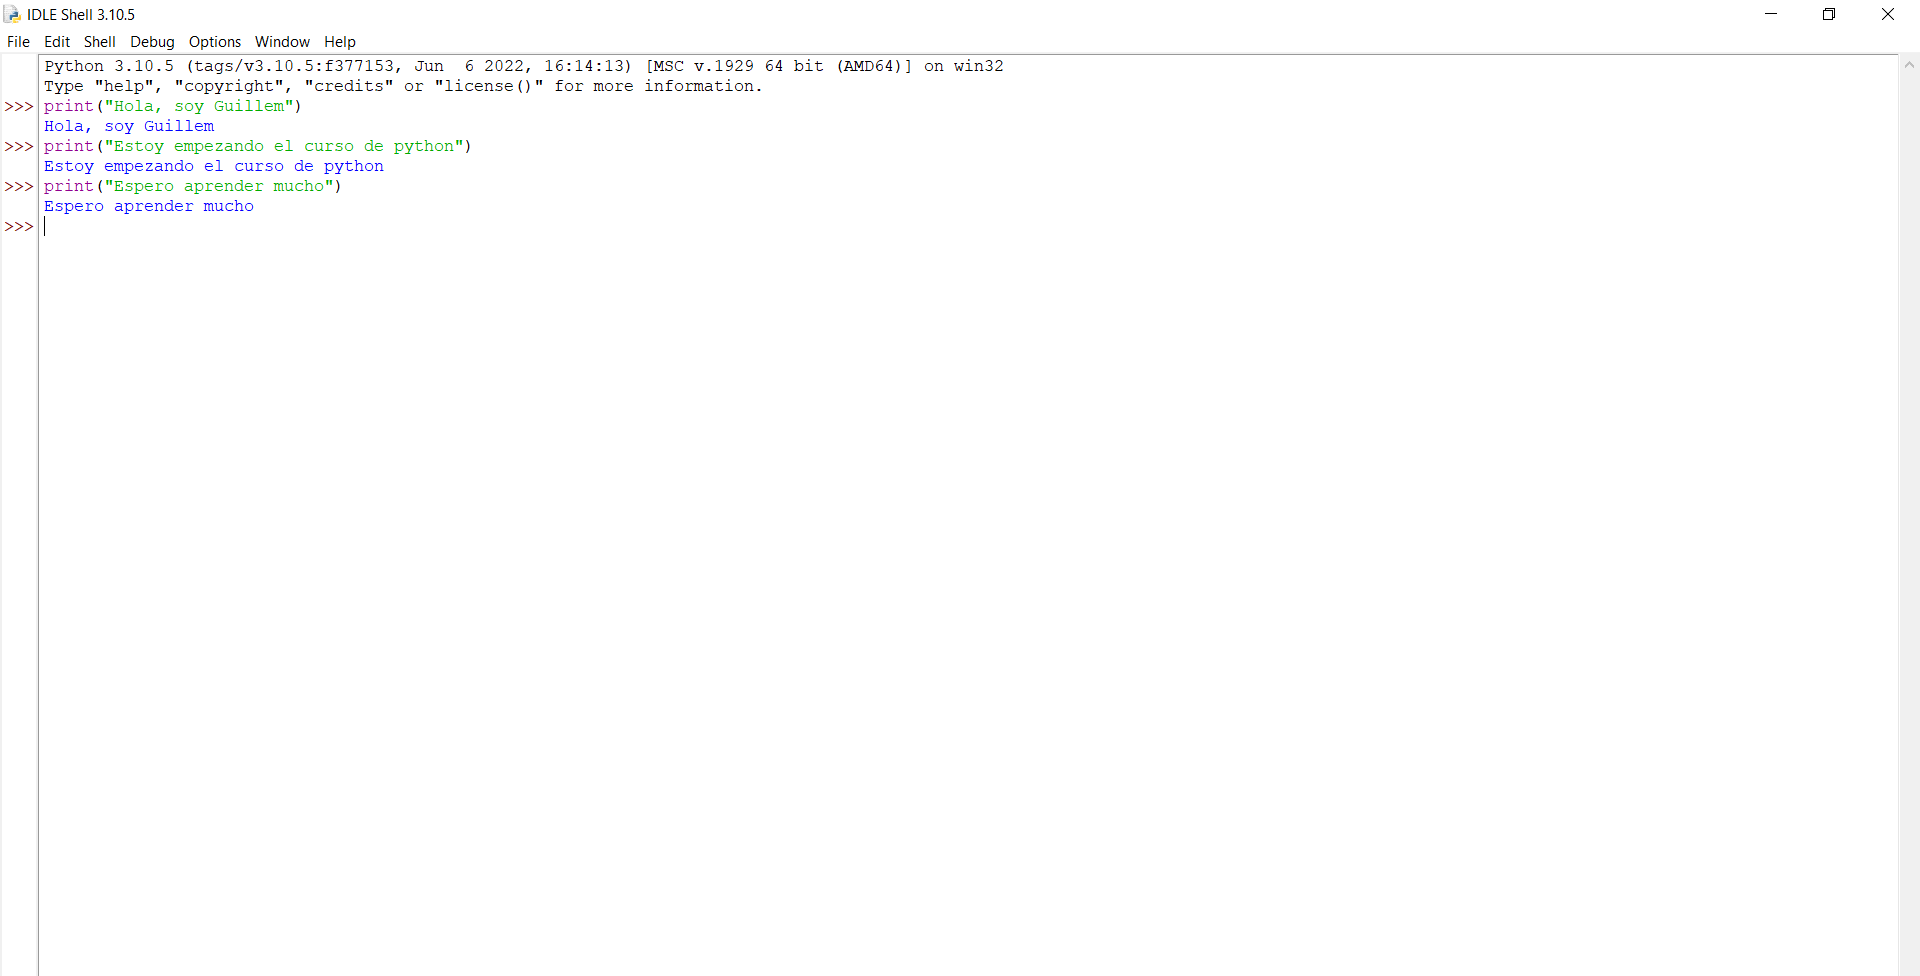 IDLE Shell 3.10.5
File Edit Shell Debug Options Window Help
Python 3.10.5 (tags/v3.10.5:f377153, Jun  6 2022, 16:14:13) [MSC v.1929 64 bit (AMD64)] on win32
Type "help", "copyright", "credits" or "license()" for more information.
>>> print("Hola, soy Guillem")
Hola, soy Guillem
>>> print("Estoy empezando el curso de python")
Estoy empezando el curso de python
>>> print("Espero aprender mucho")
Espero aprender mucho
>>>